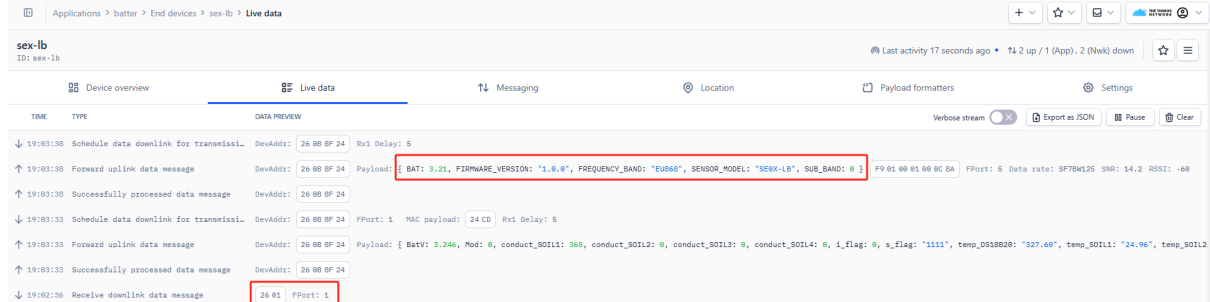 Applications > batter > End devices > sex-lb > Live data
THE THINGS NETWORK
sex-lb
ID: sex-lb
Last activity 17 seconds ago • ↑↓ 2 up / 1 (App) , 2 (Nwk) down
Device overview Live data Messaging Location Payload formatters Settings
TIME TYPE DATA PREVIEW Verbose stream Export as JSON Pause Clear
↓ 19:03:38 Schedule data downlink for transmissi… DevAddr: 26 0B 8F 24 Rx1 Delay: 5
↑ 19:03:38 Forward uplink data message DevAddr: 26 0B 8F 24 Payload: { BAT: 3.21, FIRMWARE_VERSION: "1.0.0", FREQUENCY_BAND: "EU868", SENSOR_MODEL: "SE0X-LB", SUB_BAND: 0 } F9 01 00 01 00 0C 8A FPort: 5 Data rate: SF7BW125 SNR: 14.2 RSSI: -60
↑ 19:03:38 Successfully processed data message DevAddr: 26 0B 8F 24
↓ 19:03:33 Schedule data downlink for transmissi… DevAddr: 26 0B 8F 24 FPort: 1 MAC payload: 24 CD Rx1 Delay: 5
↑ 19:03:33 Forward uplink data message DevAddr: 26 0B 8F 24 Payload: { BatV: 3.246, Mod: 0, conduct_SOIL1: 365, conduct_SOIL2: 0, conduct_SOIL3: 0, conduct_SOIL4: 0, i_flag: 0, s_flag: "1111", temp_DS18B20: "327.60", temp_SOIL1: "24.96", temp_SOIL2
↑ 19:03:33 Successfully processed data message DevAddr: 26 0B 8F 24
↓ 19:02:36 Receive downlink data message 26 01 FPort: 1